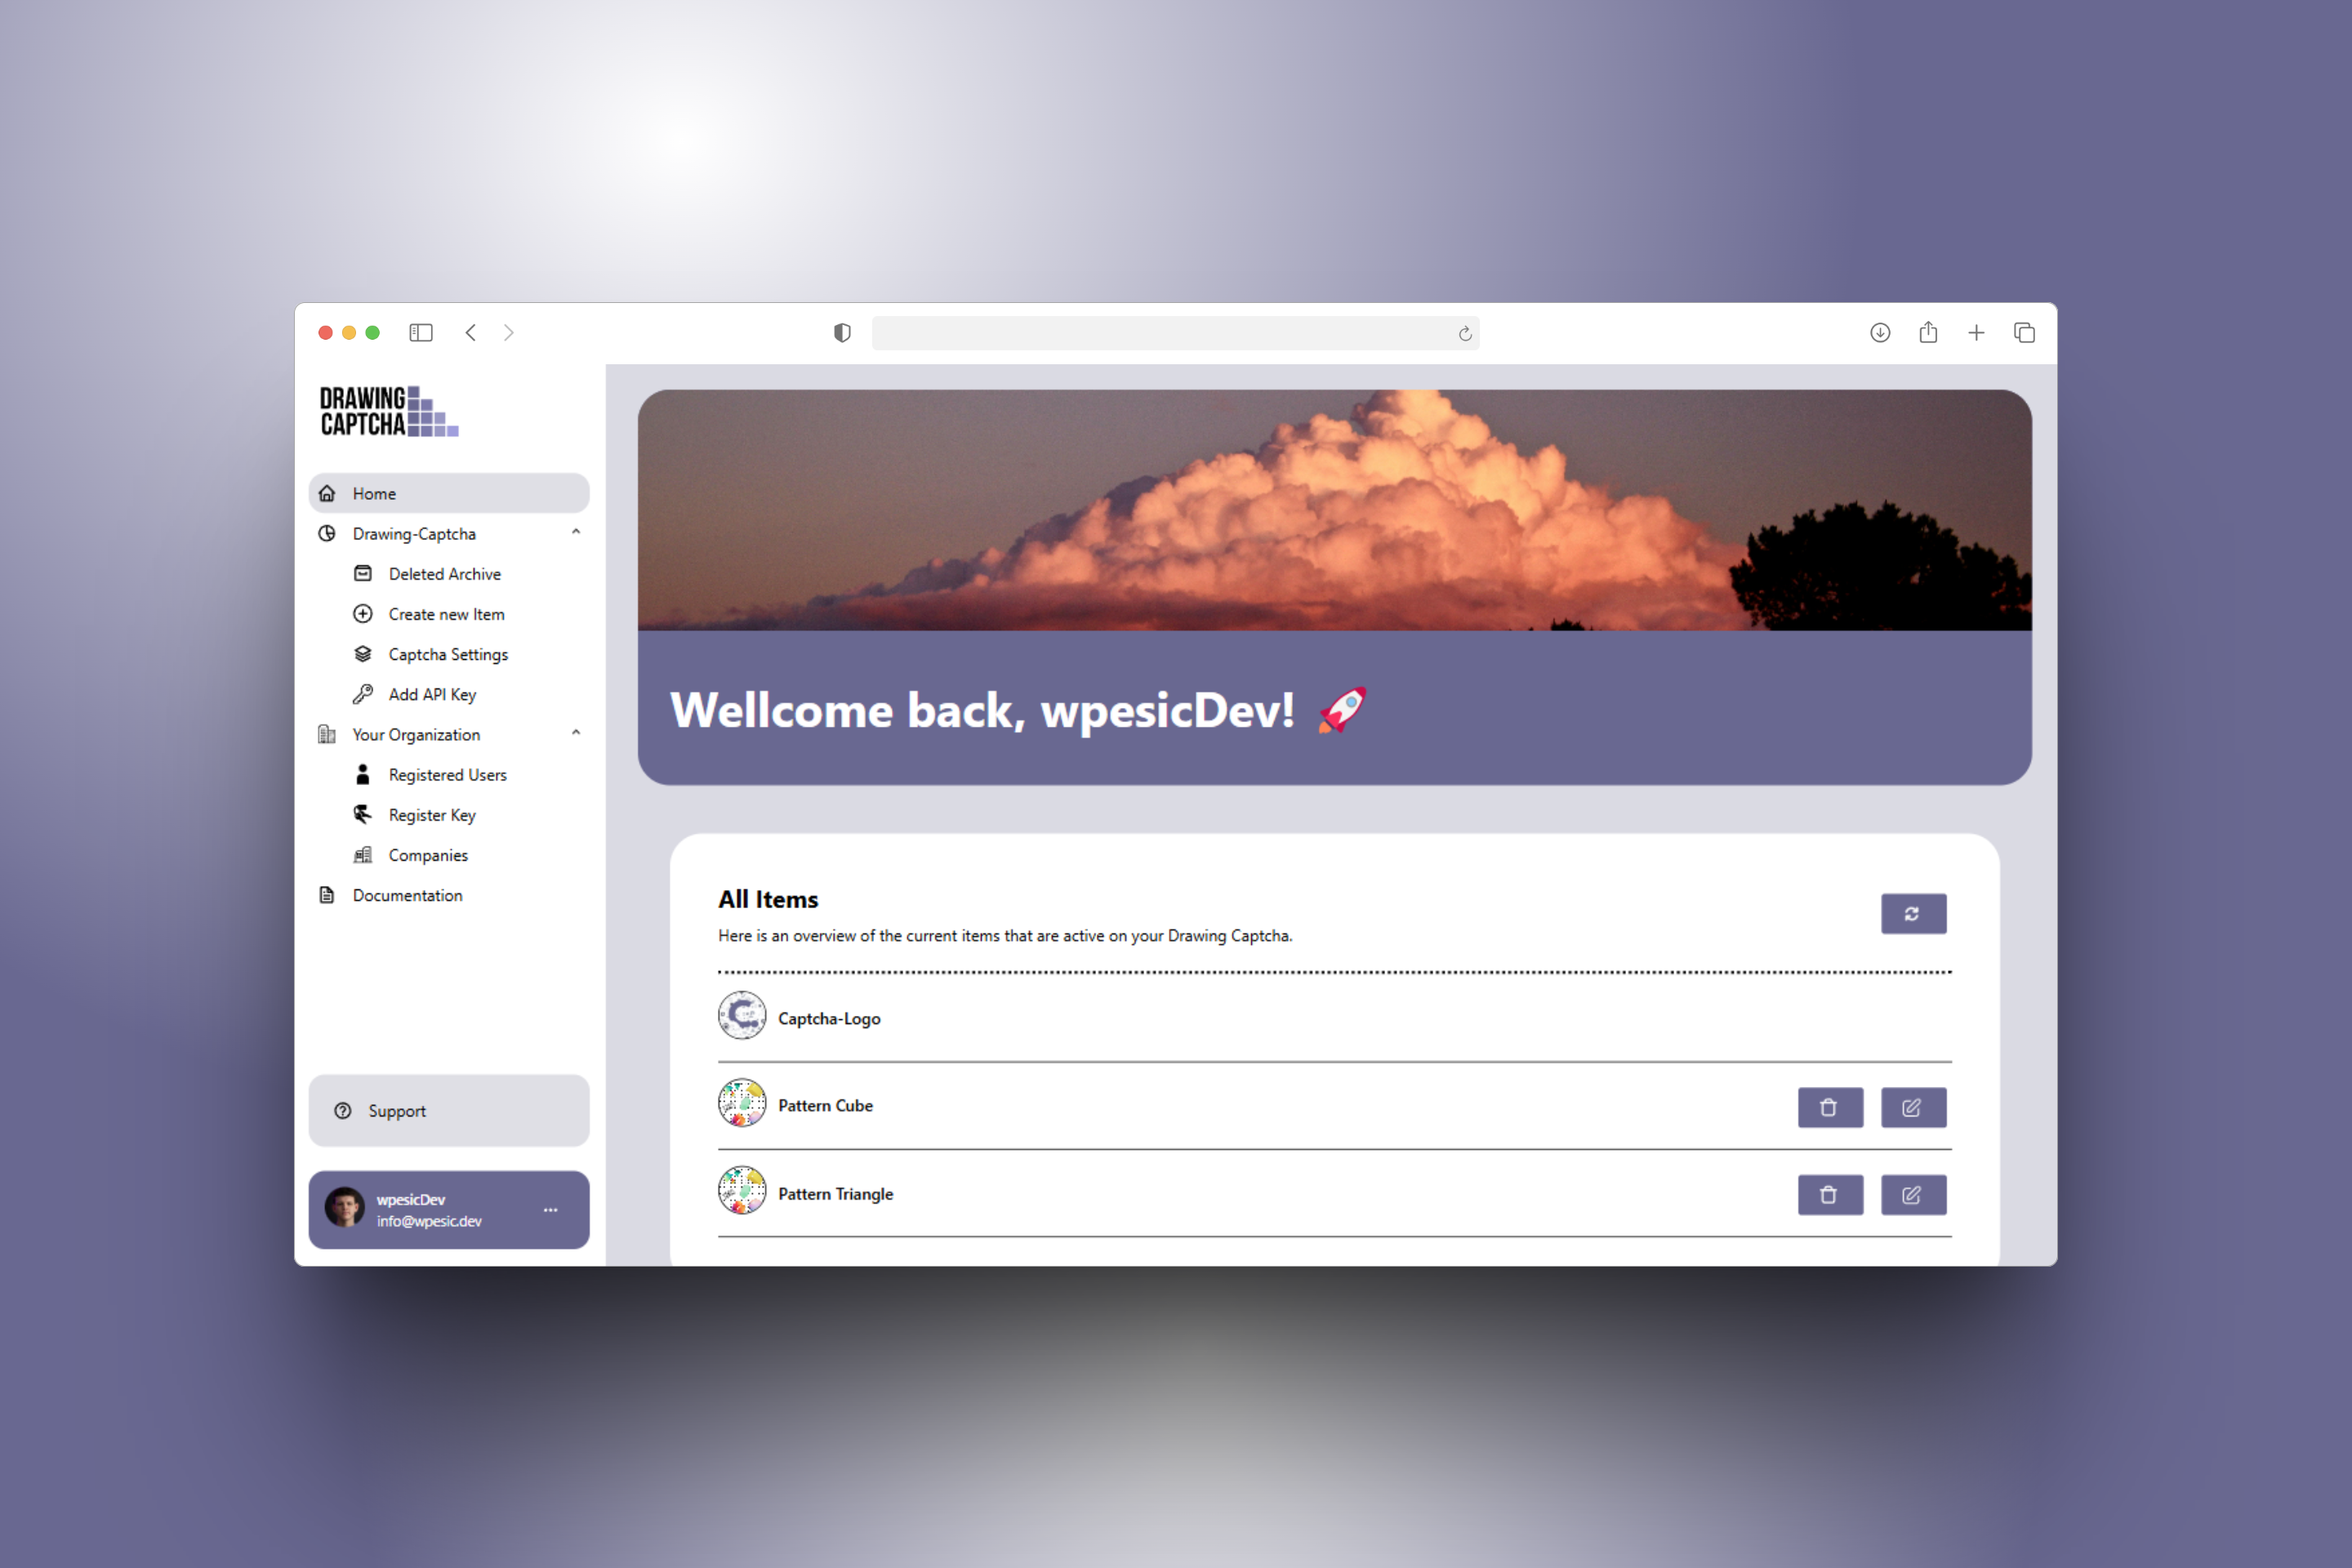 DRAWING
CAPTCHA
Home
Drawing-Captcha
Deleted Archive
Create new Item
Captcha Settings
Add API Key
Your Organization
Registered Users
Register Key
Companies
Documentation
Support
wpesicDev
info@wpesic.dev
Wellcome back, wpesicDev! 🚀
All Items
Here is an overview of the current items that are active on your Drawing Captcha.
Captcha-Logo
Pattern Cube
Pattern Triangle